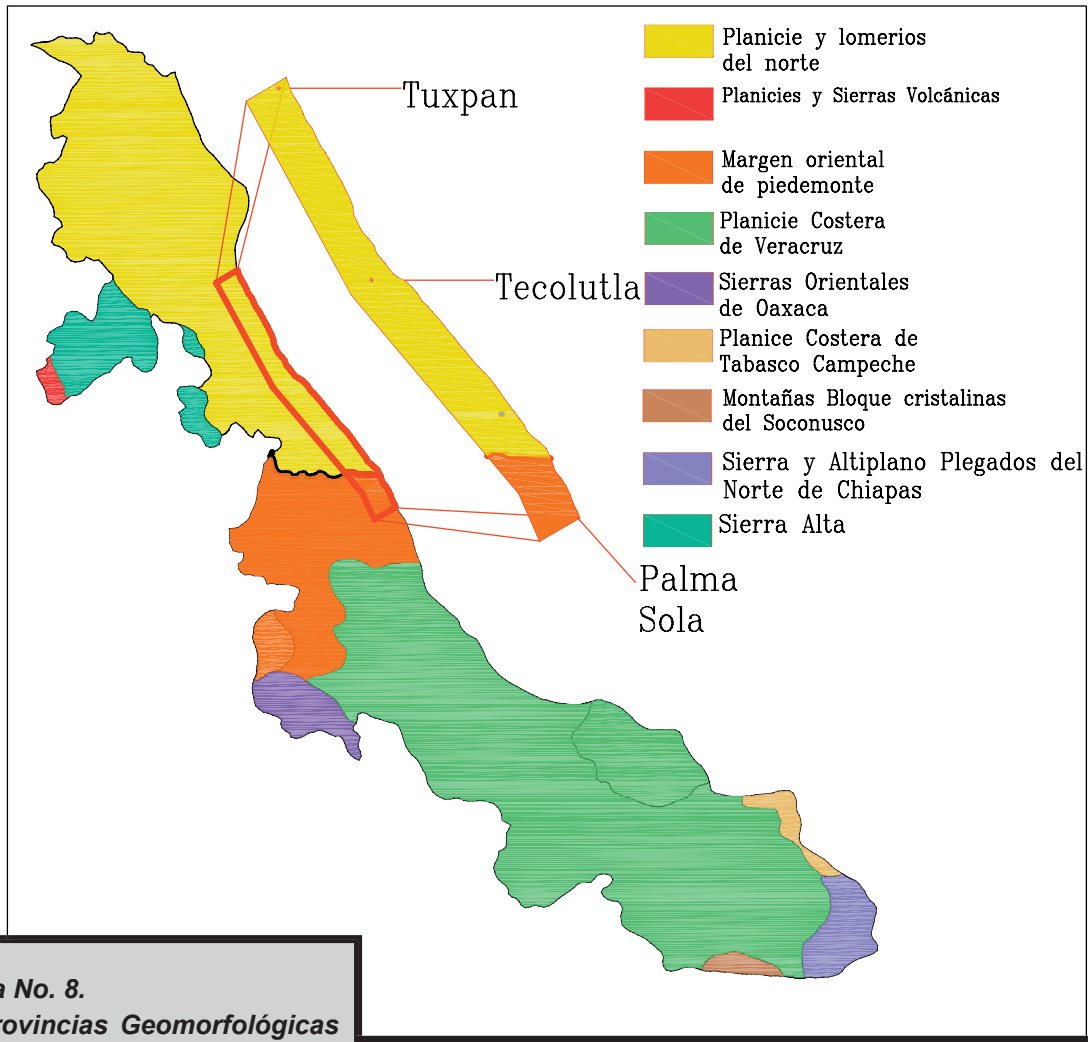 Planicie y lomerios
del norte
Planicies y Sierras Volcánicas
Margen oriental
de piedemonte
Planicie Costera
de Veracruz
Sierras Orientales
de Oaxaca
Planice Costera de
Tabasco Campeche
Montañas Bloque cristalinas
del Soconusco
Sierra y Altiplano Plegados del
Norte de Chiapas
Sierra Alta
Tuxpan
Tecolutla
Palma
Sola
No. 8.
Geomorfológicas